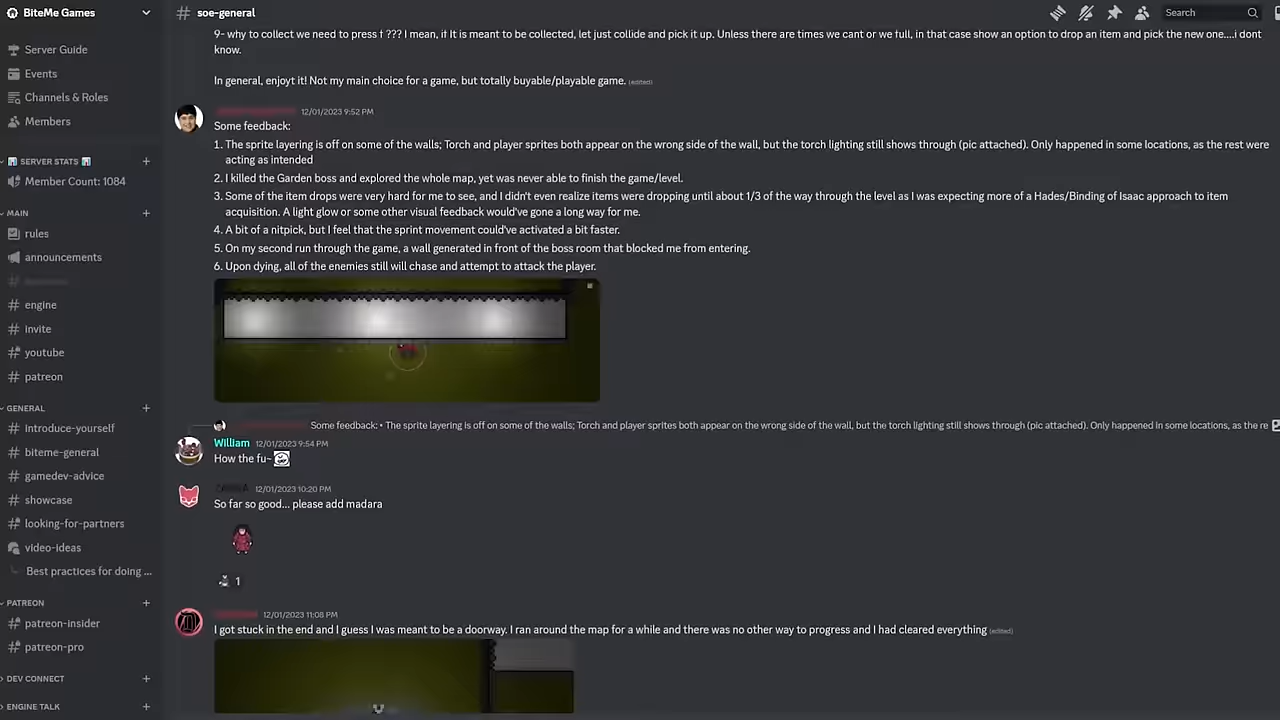 BiteMe Games
soe-general
Search
Server Guide
Events
Channels & Roles
Members
SERVER STATS
Member Count: 1084
MAIN
rules
announcements
engine
invite
youtube
patreon
GENERAL
introduce-yourself
biteme-general
gamedev-advice
showcase
looking-for-partners
video-ideas
Best practices for doing ...
PATREON
patreon-insider
patreon-pro
DEV CONNECT
ENGINE TALK
9- why to collect we need to press f ??? I mean, if It is meant to be collected, let just collide and pick it up. Unless there are times we cant or we full, in that case show an option to drop an item and pick the new one....i dont
know.
In general, enjoyt it! Not my main choice for a game, but totally buyable/playable game. (edited)
12/01/2023 9:52 PM
Some feedback:
1. The sprite layering is off on some of the walls; Torch and player sprites both appear on the wrong side of the wall, but the torch lighting still shows through (pic attached). Only happened in some locations, as the rest were
acting as intended
2. I killed the Garden boss and explored the whole map, yet was never able to finish the game/level.
3. Some of the item drops were very hard for me to see, and I didn't even realize items were dropping until about 1/3 of the way through the level as I was expecting more of a Hades/Binding of Isaac approach to item
acquisition. A light glow or some other visual feedback would've gone a long way for me.
4. A bit of a nitpick, but I feel that the sprint movement could've activated a bit faster.
5. On my second run through the game, a wall generated in front of the boss room that blocked me from entering.
6. Upon dying, all of the enemies still will chase and attempt to attack the player.
Some feedback: • The sprite layering is off on some of the walls; Torch and player sprites both appear on the wrong side of the wall, but the torch lighting still shows through (pic attached). Only happened in some locations, as the re
William 12/01/2023 9:54 PM
How the fu~
12/01/2023 10:20 PM
So far so good... please add madara
1
12/01/2023 11:08 PM
I got stuck in the end and I guess I was meant to be a doorway. I ran around the map for a while and there was no other way to progress and I had cleared everything (edited)